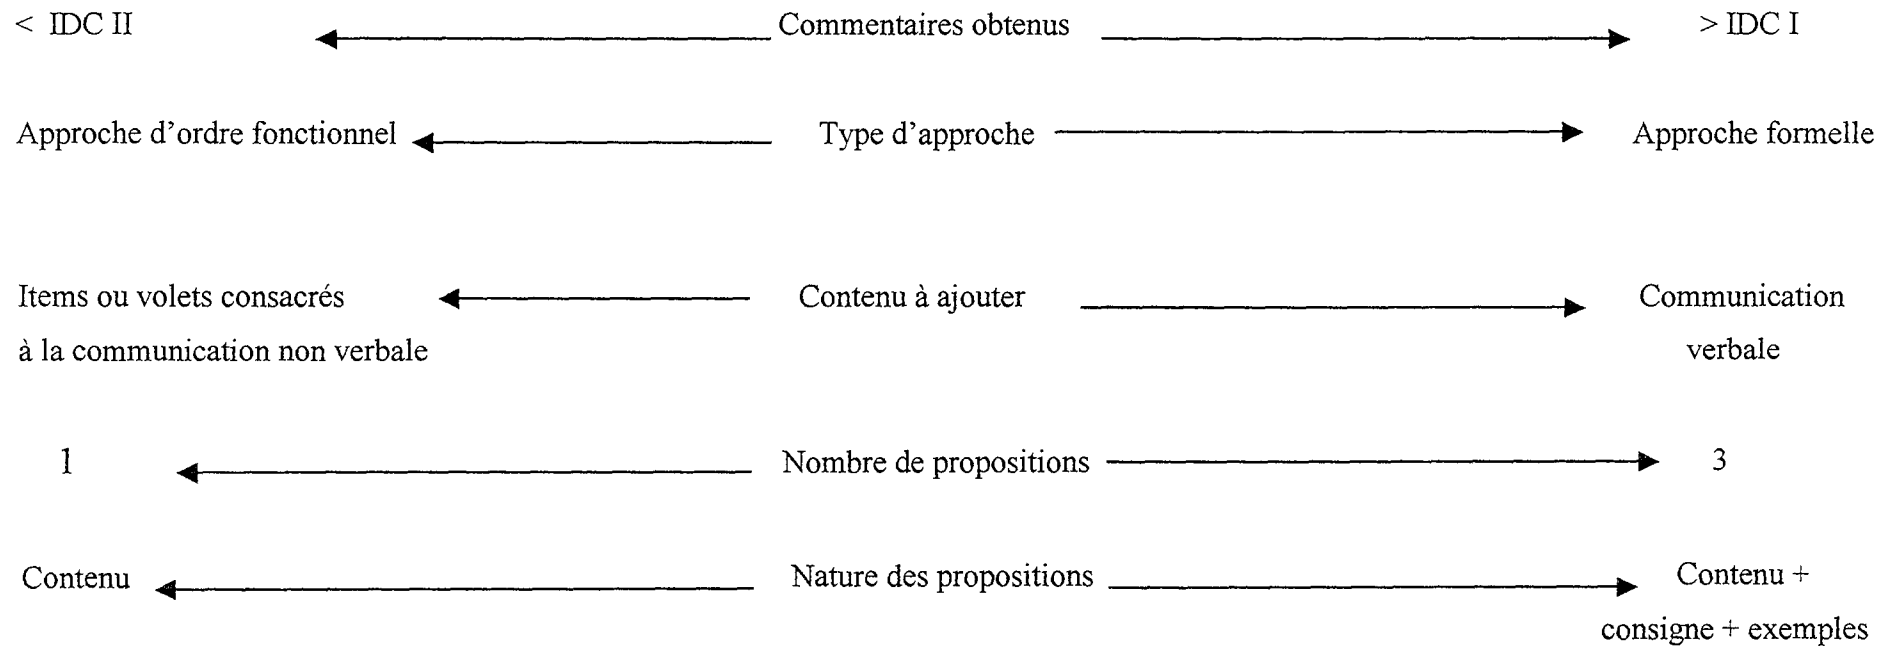 < IDC II Commentaires obtenus > IDC I
Approche d'ordre fonctionnel Type d'approche Approche formelle
Items ou volets consacrés Contenu à ajouter Communication
à la communication non verbale verbale
1 Nombre de propositions 3
Contenu Nature des propositions Contenu +
consigne + exemples